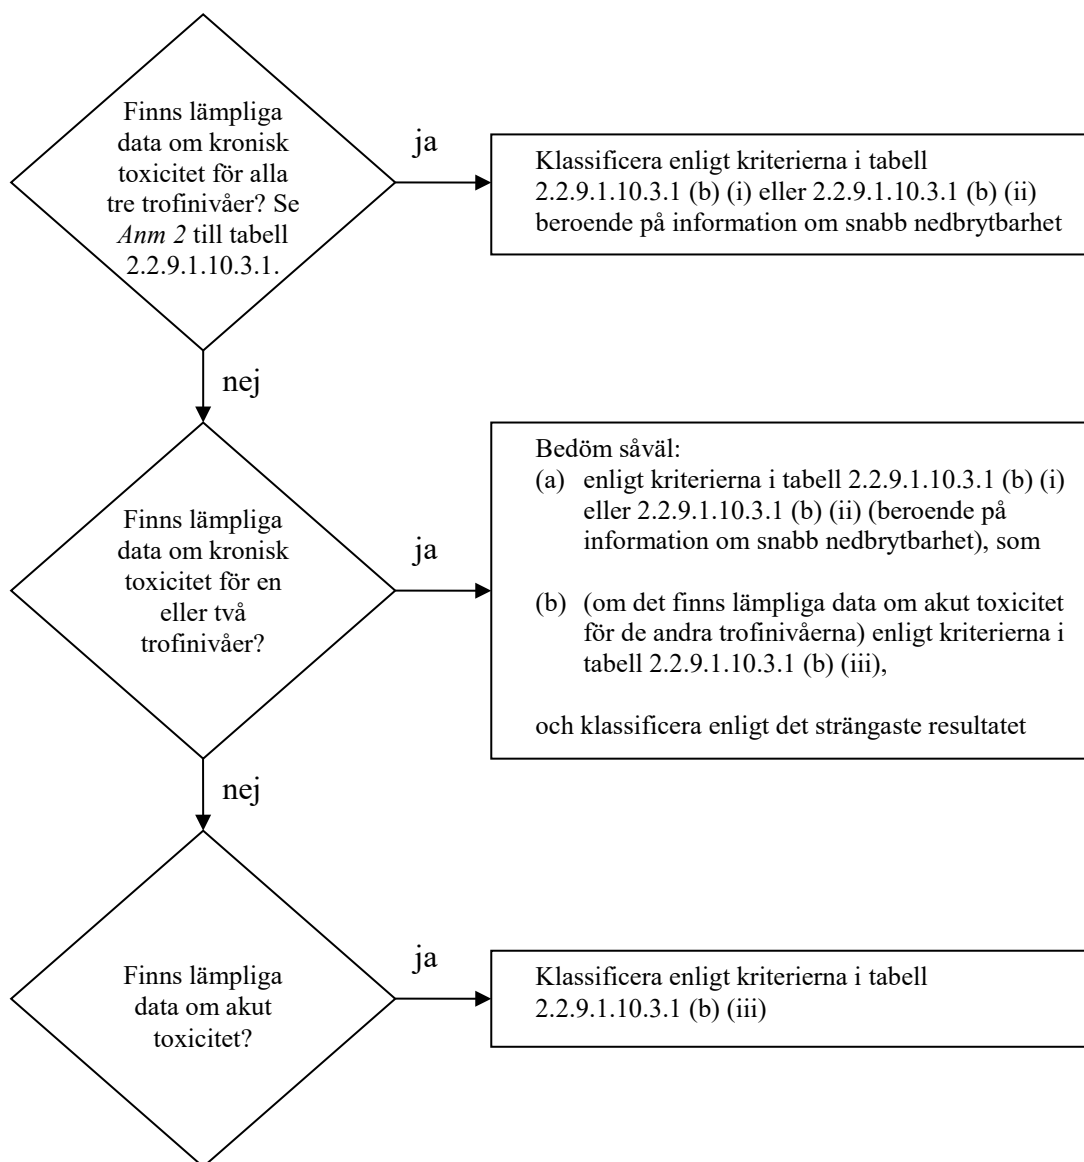 Finns lämpliga
data om kronisk
toxicitet för alla
tre trofinivåer? Se
Anm 2 till tabell
2.2.9.1.10.3.1.
ja
Klassificera enligt kriterierna i tabell
2.2.9.1.10.3.1 (b) (i) eller 2.2.9.1.10.3.1 (b) (ii)
beroende på information om snabb nedbrytbarhet
nej
Finns lämpliga
data om kronisk
toxicitet för en
eller två
trofinivåer?
ja
Bedöm såväl:
(a) enligt kriterierna i tabell 2.2.9.1.10.3.1 (b) (i)
eller 2.2.9.1.10.3.1 (b) (ii) (beroende på
information om snabb nedbrytbarhet), som
(b) (om det finns lämpliga data om akut toxicitet
för de andra trofinivåerna) enligt kriterierna i
tabell 2.2.9.1.10.3.1 (b) (iii),
och klassificera enligt det strängaste resultatet
nej
Finns lämpliga
data om akut
toxicitet?
ja
Klassificera enligt kriterierna i tabell
2.2.9.1.10.3.1 (b) (iii)